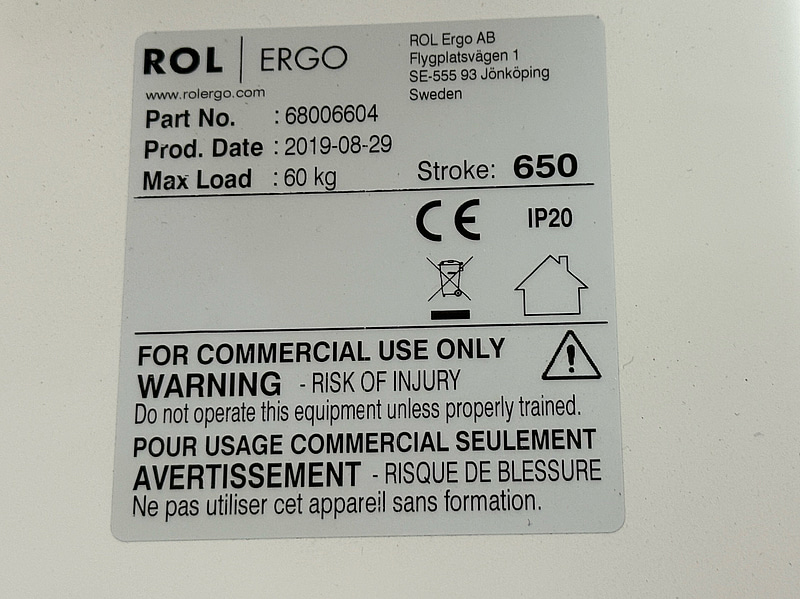 ROL | ERGO
www.rolergo.com
ROL Ergo AB
Flygplatsvägen 1
SE-555 93 Jönköping
Sweden
Part No. : 68006604
Prod. Date : 2019-08-29
Max Load : 60 kg
Stroke: 650
CE IP20
FOR COMMERCIAL USE ONLY
WARNING - RISK OF INJURY
Do not operate this equipment unless properly trained.
POUR USAGE COMMERCIAL SEULEMENT
AVERTISSEMENT - RISQUE DE BLESSURE
Ne pas utiliser cet appareil sans formation.